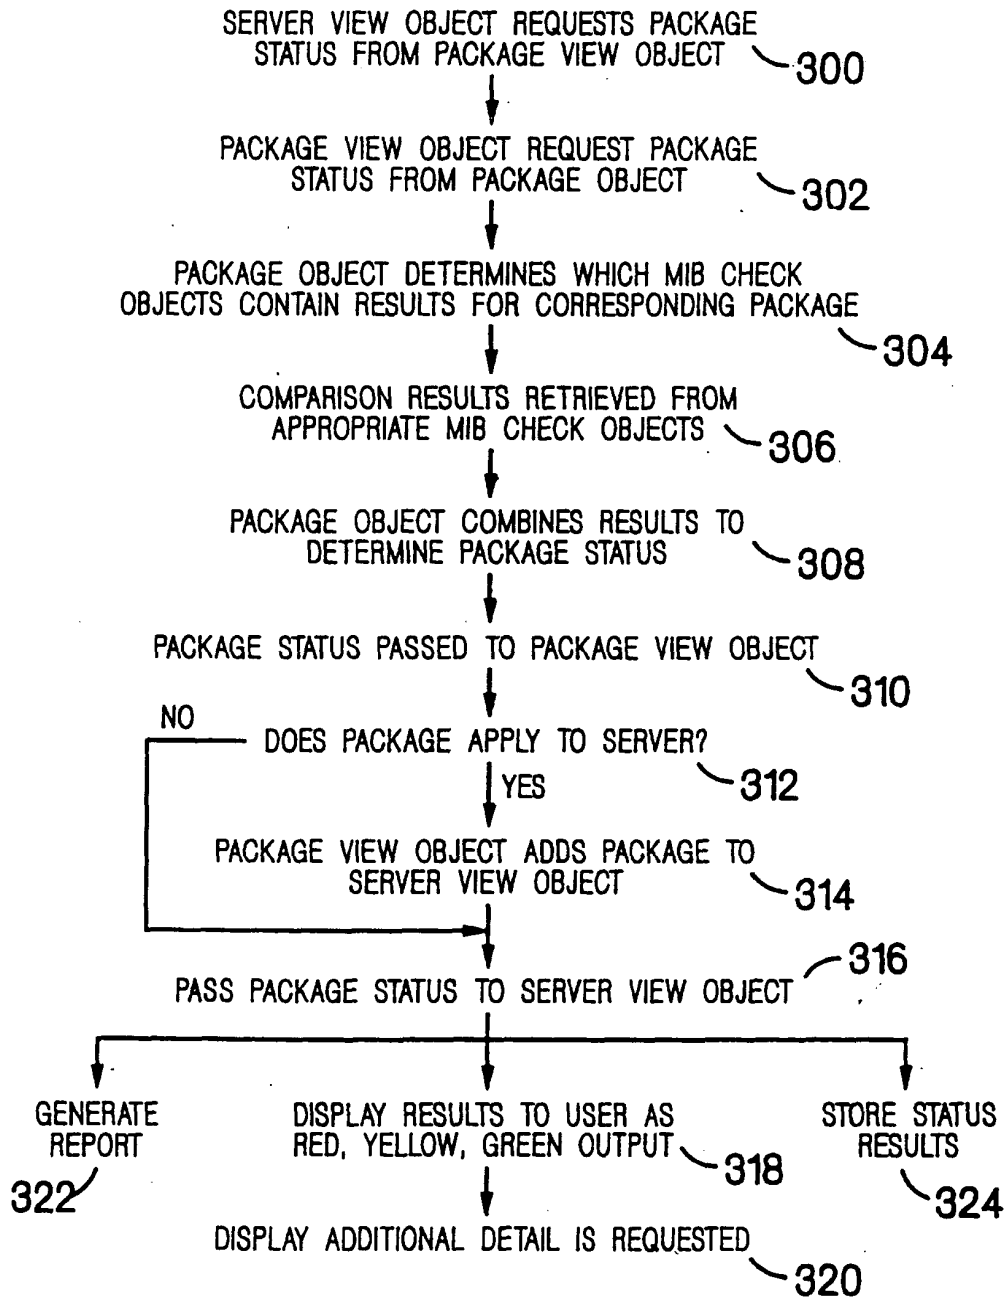 SERVER VIEW OBJECT REQUESTS PACKAGE
STATUS FROM PACKAGE VIEW OBJECT
300
PACKAGE VIEW OBJECT REQUEST PACKAGE
STATUS FROM PACKAGE OBJECT
302
PACKAGE OBJECT DETERMINES WHICH MIB CHECK
OBJECTS CONTAIN RESULTS FOR CORRESPONDING PACKAGE
304
COMPARISON RESULTS RETRIEVED FROM
APPROPRIATE MIB CHECK OBJECTS
306
PACKAGE OBJECT COMBINES RESULTS TO
DETERMINE PACKAGE STATUS
308
PACKAGE STATUS PASSED TO PACKAGE VIEW OBJECT
310
NO
DOES PACKAGE APPLY TO SERVER?
312
YES
PACKAGE VIEW OBJECT ADDS PACKAGE TO
SERVER VIEW OBJECT
314
316
PASS PACKAGE STATUS TO SERVER VIEW OBJECT
GENERATE
REPORT
322
DISPLAY RESULTS TO USER AS
RED, YELLOW, GREEN OUTPUT
318
STORE STATUS
RESULTS
324
DISPLAY ADDITIONAL DETAIL IS REQUESTED
320